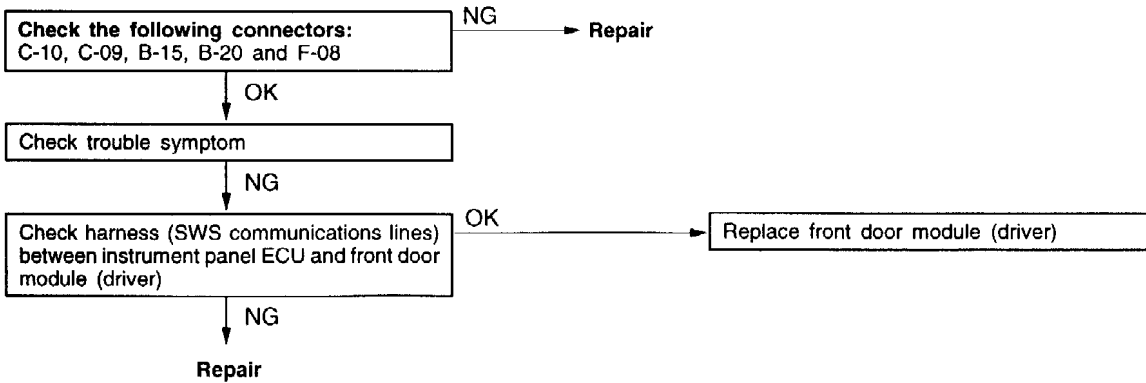 Check the following connectors:
C-10, C-09, B-15, B-20 and F-08
NG
Repair
OK
Check trouble symptom
NG
Check harness (SWS communications lines)
between instrument panel ECU and front door
module (driver)
OK
Replace front door module (driver)
NG
Repair